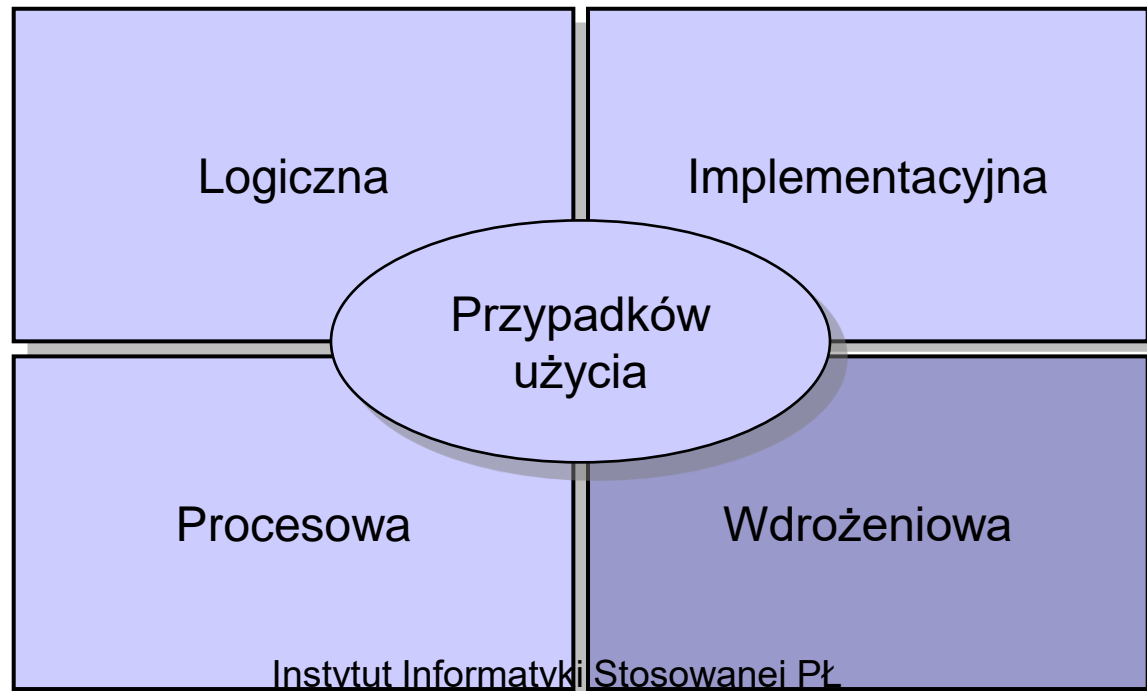 Logiczna
Implementacyjna
Przypadków
użycia
Procesowa
Wdrożeniowa
Instytut Informatyki Stosowanej PŁ